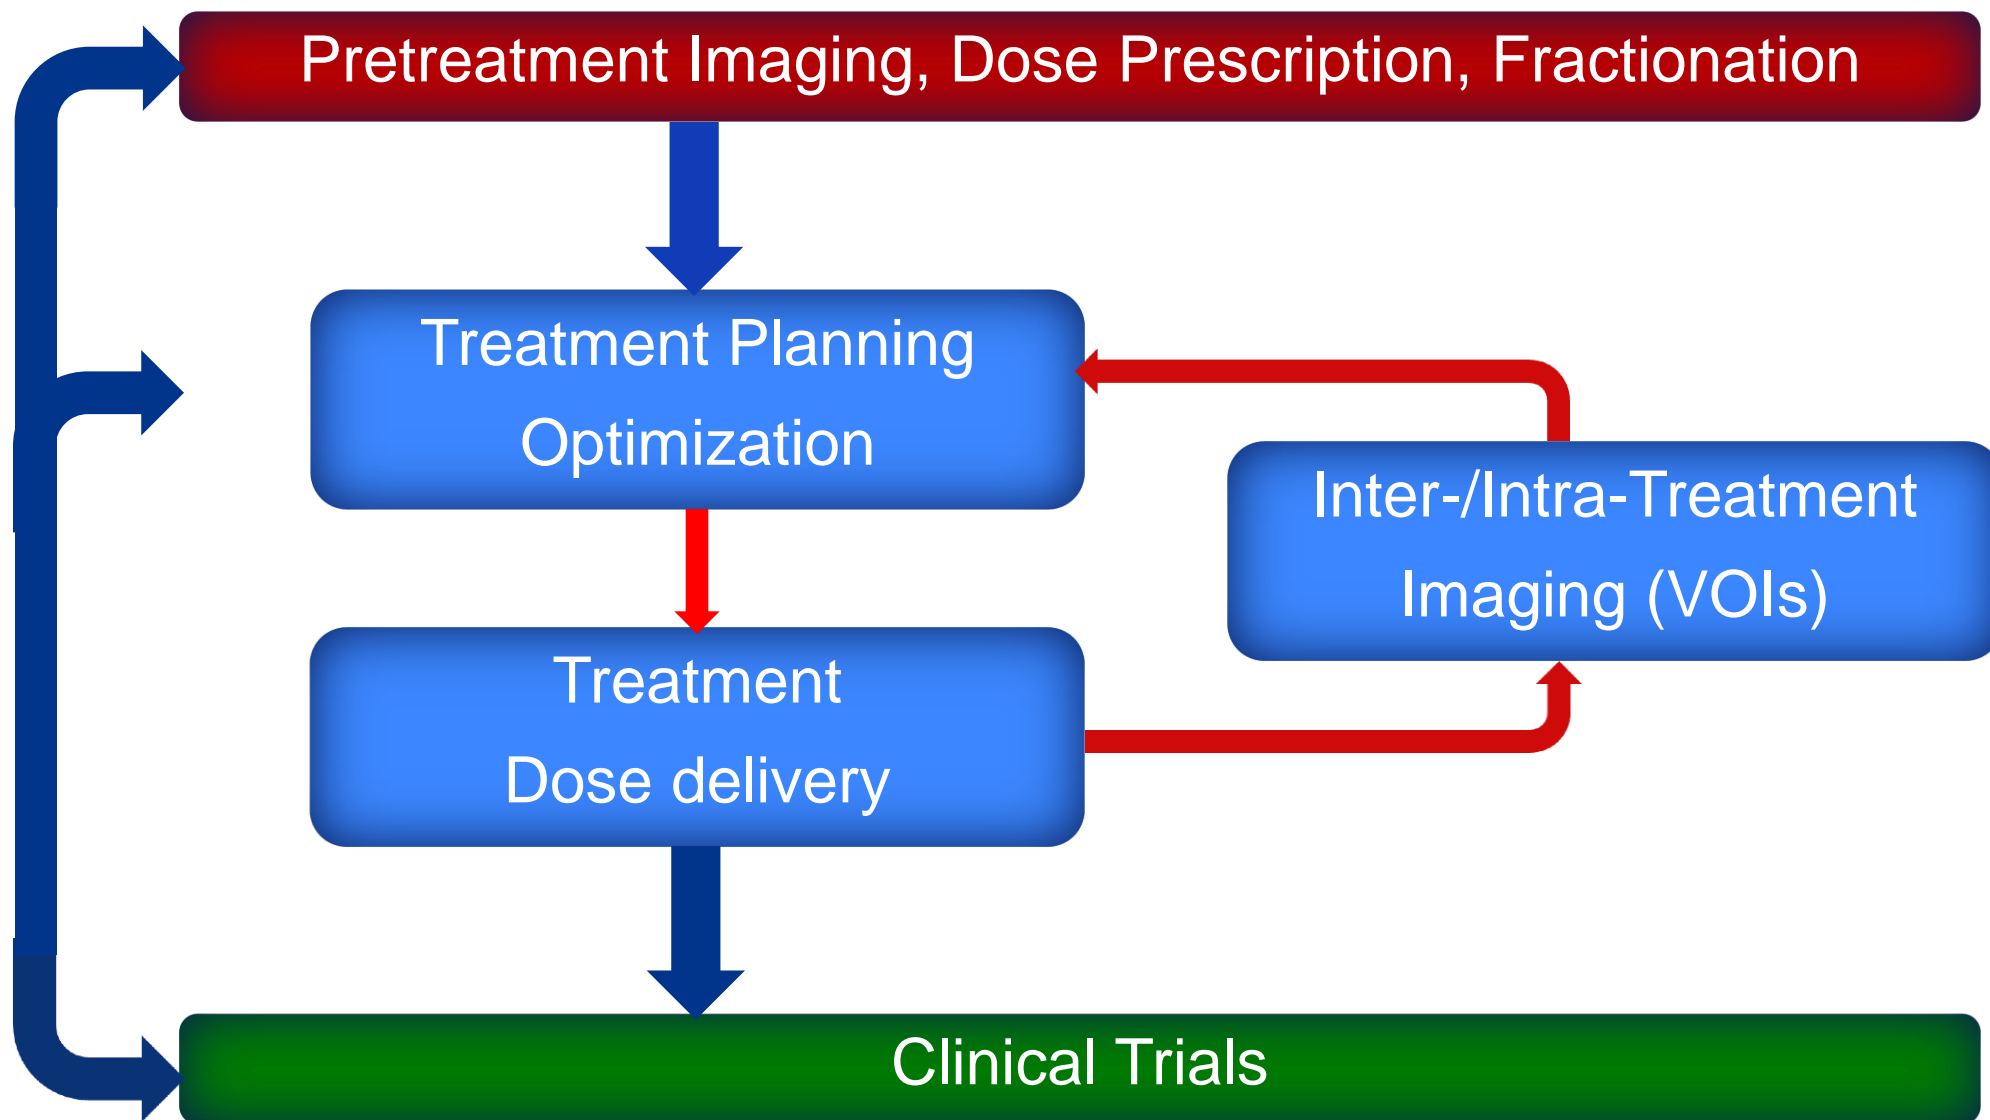 Pretreatment Imaging, Dose Prescription, Fractionation
Treatment Planning
Optimization
Inter-/Intra-Treatment
Imaging (VOIs)
Treatment
Dose delivery
Clinical Trials